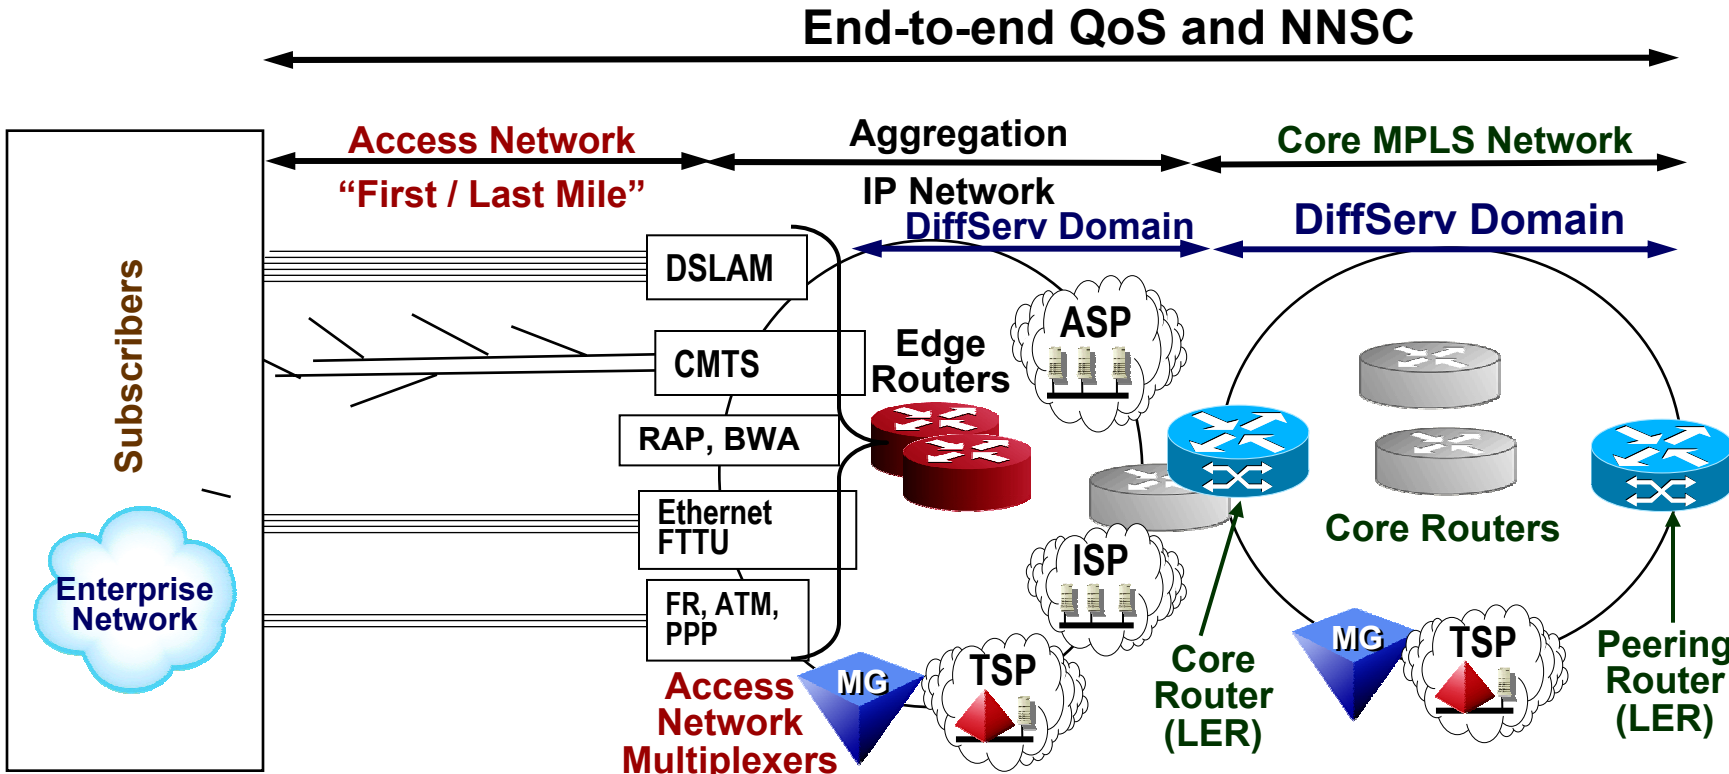 End-to-end QoS and NNSC
Access Network
“First / Last Mile”
Aggregation
IP Network
Core MPLS Network
DiffServ Domain
DiffServ Domain
Subscribers
Enterprise
Network
DSLAM
CMTS
RAP, BWA
Ethernet
FTTU
FR, ATM,
PPP
Access
Network
Multiplexers
Edge
Routers
ASP
ISP
MG
TSP
Core
Router
(LER)
Core Routers
MG
TSP
Peering
Router
(LER)